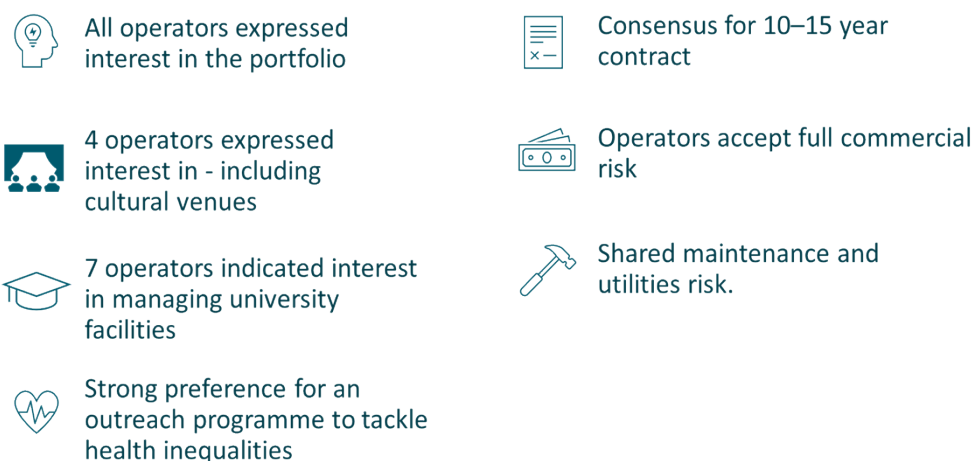 All operators expressed
interest in the portfolio
4 operators expressed
interest in - including
cultural venues
7 operators indicated interest
in managing university
facilities
Strong preference for an
outreach programme to tackle
health inequalities
Consensus for 10–15 year
contract
Operators accept full commercial
risk
Shared maintenance and
utilities risk.